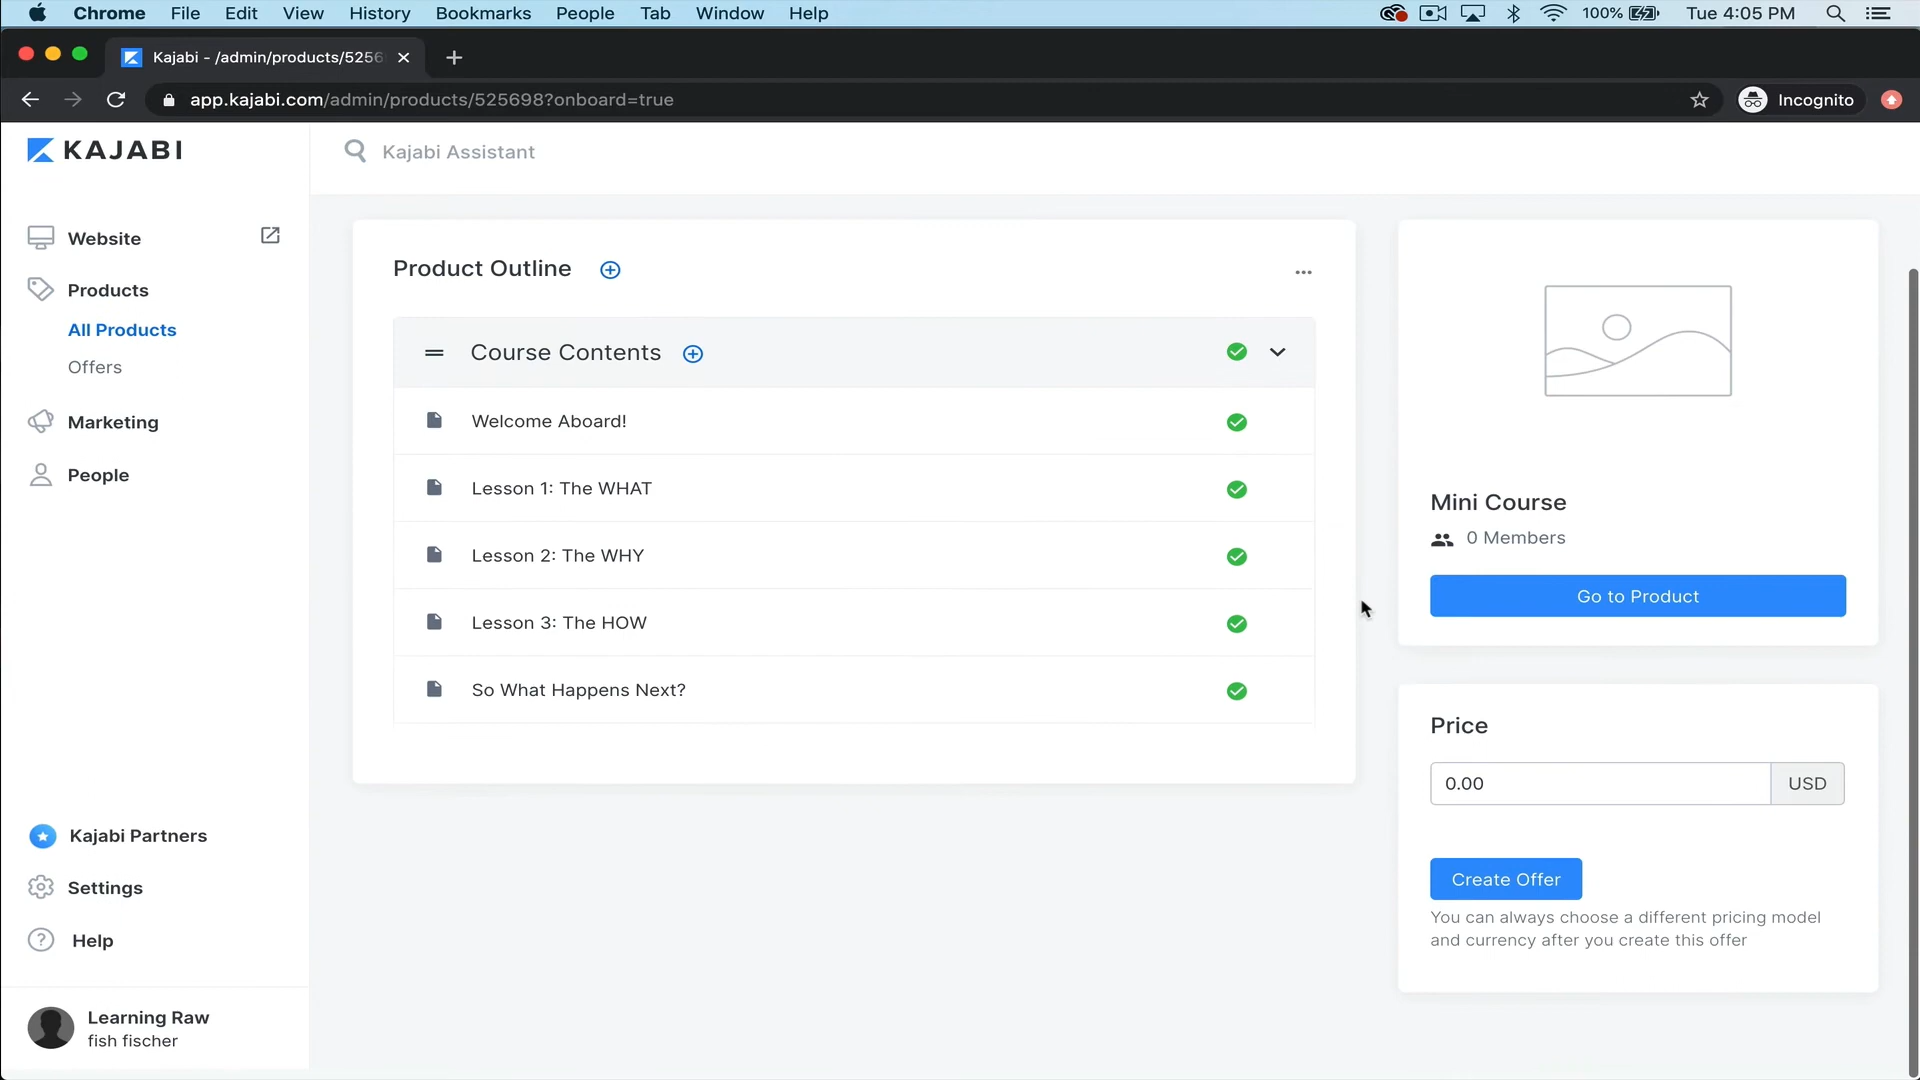 Chrome File Edit View History Bookmarks People Tab Window Help 100% Tue 4:05 PM
Kajabi - /admin/products/5256
app.kajabi.com/admin/products/525698?onboard=true Incognito
KAJABI
Kajabi Assistant
Website
Products
All Products
Offers
Marketing
People
Kajabi Partners
Settings
Help
Learning Raw
fish fischer
Product Outline
Course Contents
Welcome Aboard!
Lesson 1: The WHAT
Lesson 2: The WHY
Lesson 3: The HOW
So What Happens Next?
Mini Course
0 Members
Go to Product
Price
0.00 USD
Create Offer
You can always choose a different pricing model
and currency after you create this offer